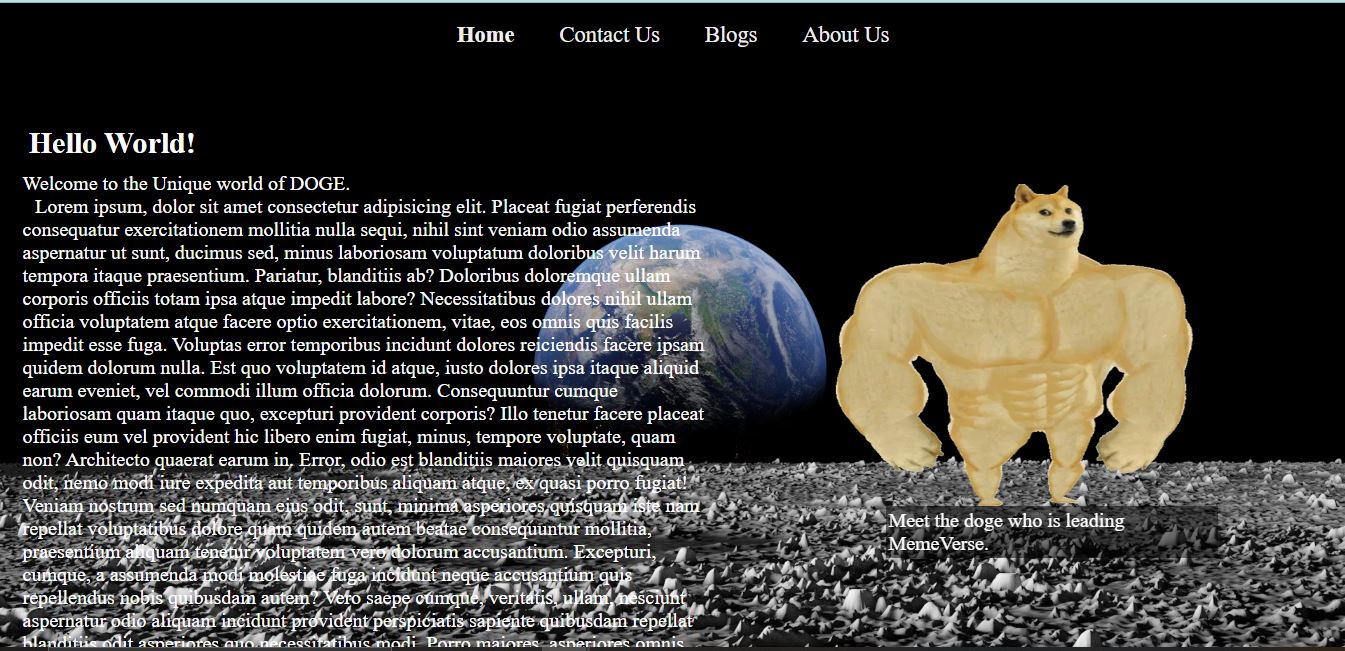 Home Contact Us Blogs About Us
Hello World!
Welcome to the Unique world of DOGE.
Lorem ipsum, dolor sit amet consectetur adipisicing elit. Placeat fugiat perferendis
consequatur exercitationem mollitia nulla sequi, nihil sint veniam odio assumenda
aspernatur ut sunt, ducimus sed, minus laboriosam voluptatum doloribus velit harum
tempora itaque praesentium. Pariatur, blanditiis ab? Doloribus doloremque ullam
corporis officiis totam ipsa atque impedit labore? Necessitatibus dolores nihil ullam
officia voluptatem atque facere optio exercitationem, vitae, eos omnis quis facilis
impedit esse fuga. Voluptas error temporibus incidunt dolores reiciendis facere ipsam
quidem dolorum nulla. Est quo voluptatem id atque, iusto dolores ipsa itaque aliquid
earum eveniet, vel commodi illum officia dolorum. Consequuntur cumque
laboriosam quam itaque quo, excepturi provident corporis? Illo tenetur facere placeat
officiis eum vel provident hic libero enim fugiat, minus, tempore voluptate, quam
non? Architecto quaerat earum in. Error, odio est blanditiis maiores velit quisquam
odit, nemo modi iure expedita aut temporibus aliquam atque, ex quasi porro fugiat!
Veniam nostrum sed numquam eius odit, sunt, minima asperiores quisquam iste nam
repellat voluptatibus dolore quam quidem autem beatae consequuntur mollitia,
praesentium aliquam tenetur voluptatem vero dolorum accusantium. Excepturi,
cumque, a assumenda modi molestiae fuga incidunt neque accusantium quis
repellendus nobis quibusdam autem? Vero saepe cumque, veritatis, ullam, nesciunt
aspernatur odio aliquam incidunt provident perspiciatis sapiente quibusdam repellat
blanditiis odit asperiores quo necessitatibus modi. Porro maiores, asperiores omnis
Meet the doge who is leading
MemeVerse.